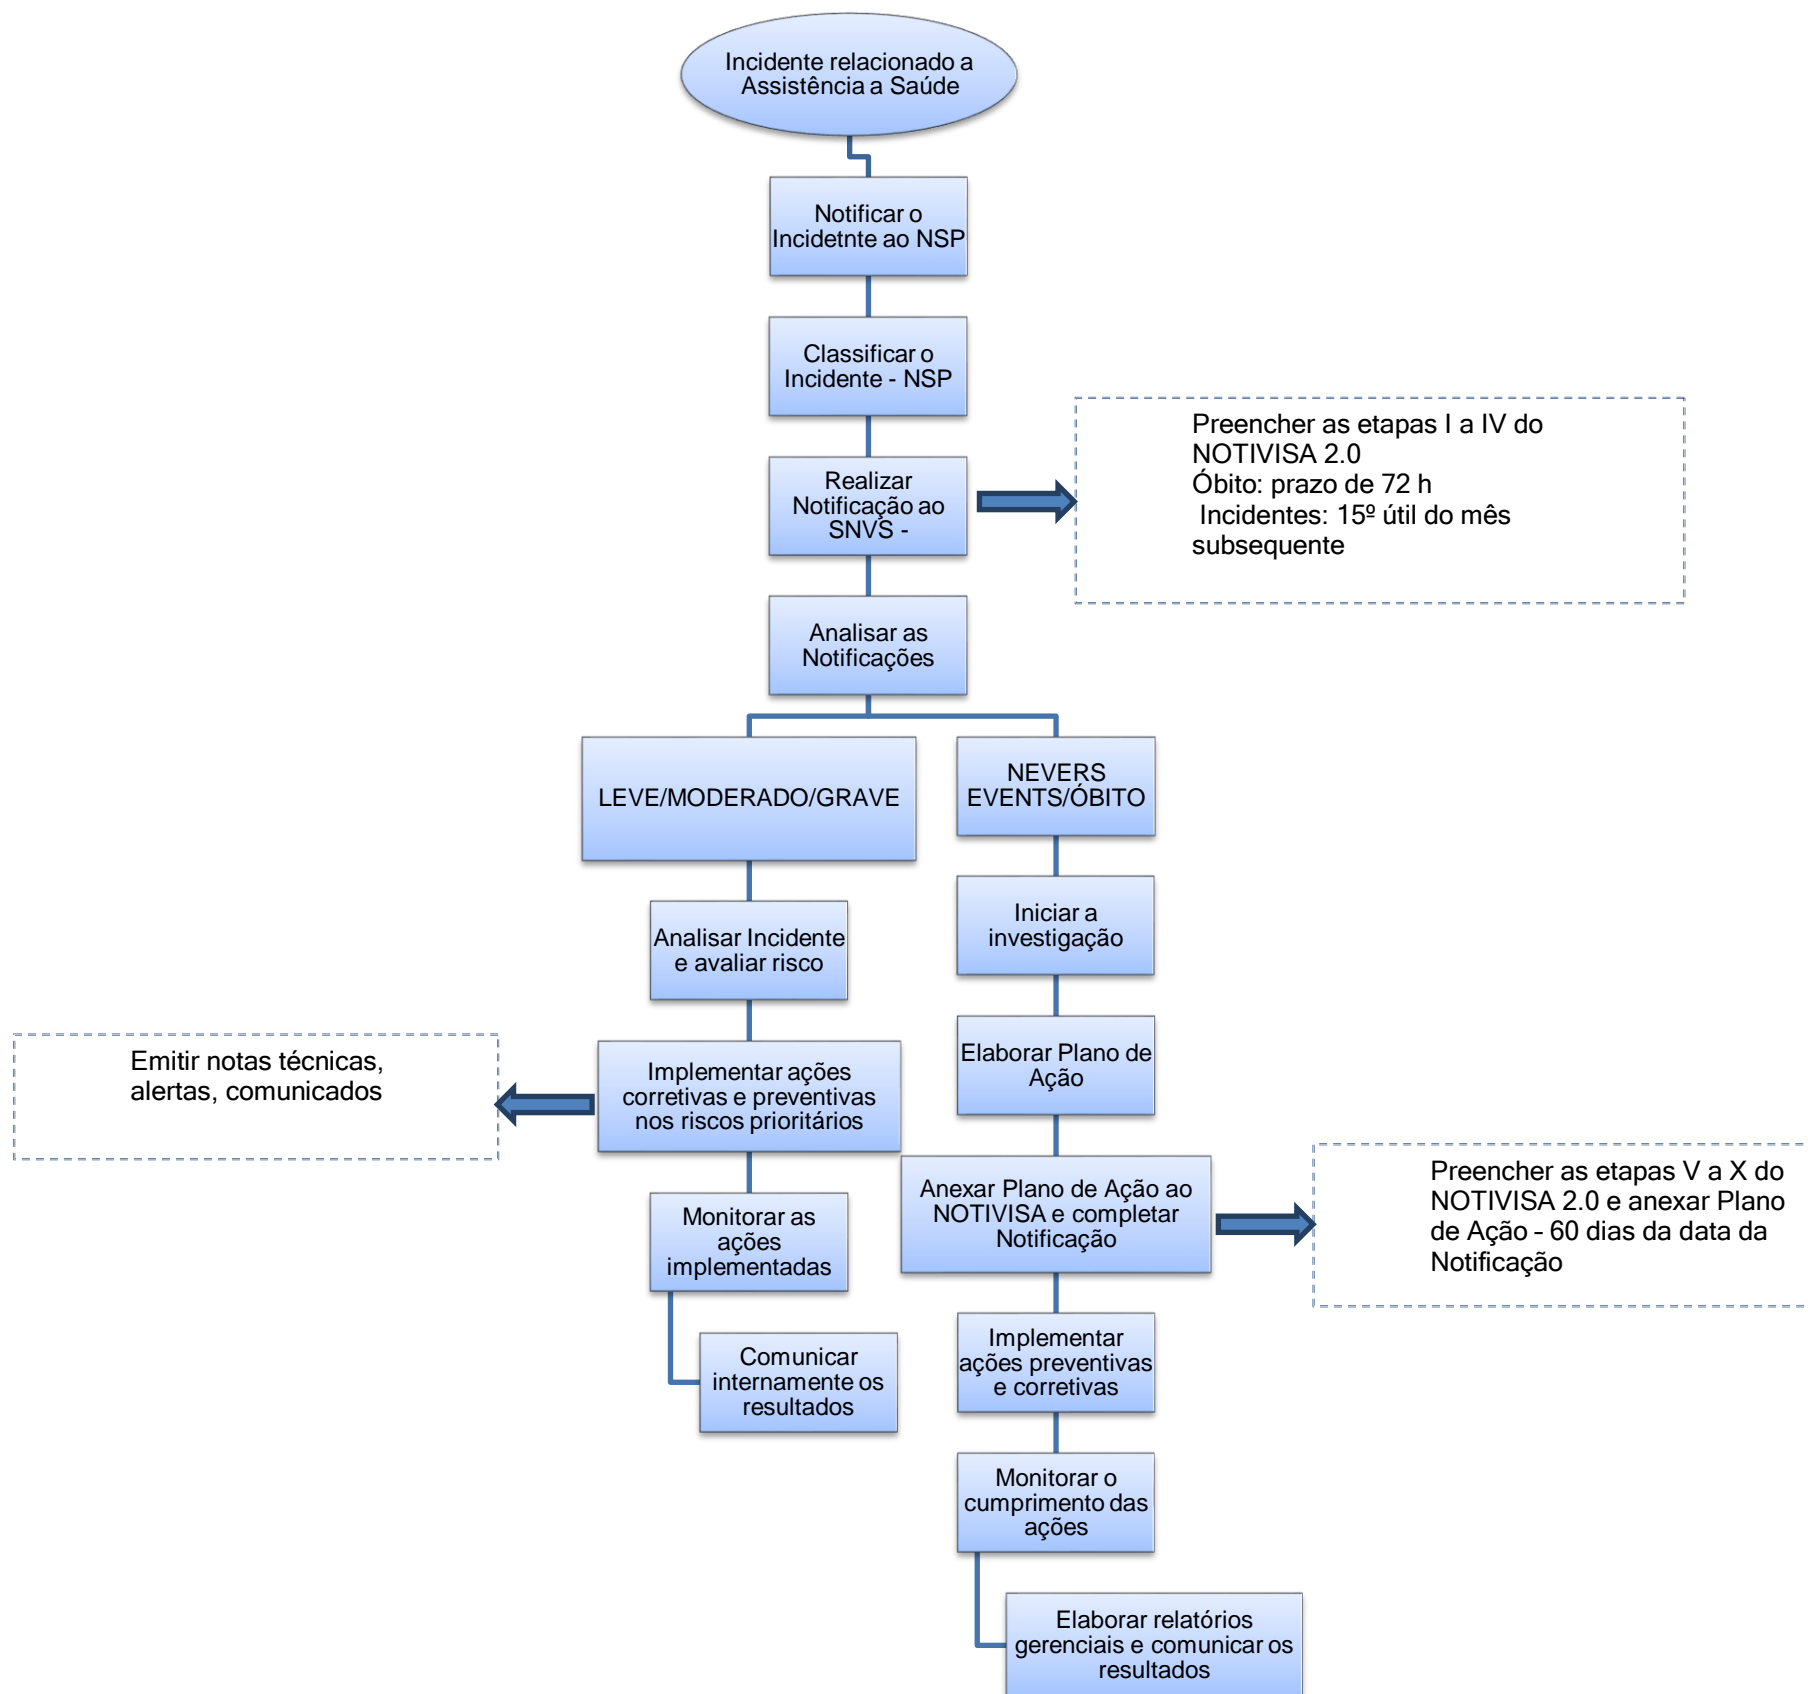 Incidente relacionado a
Assistência a Saúde
Notificar o
Incidetnte ao NSP
Classificar o
Incidente - NSP
Realizar
Notificação ao
SNVS -
Preencher as etapas I a IV do
NOTIVISA 2.0
Óbito: prazo de 72 h
Incidentes: 15º útil do mês
subsequente
Analisar as
Notificações
LEVE/MODERADO/GRAVE
NEVERS
EVENTS/ÓBITO
Analisar Incidente
e avaliar risco
Iniciar a
investigação
Emitir notas técnicas,
alertas, comunicados
Implementar ações
corretivas e preventivas
nos riscos prioritários
Elaborar Plano de
Ação
Monitorar as
ações
implementadas
Anexar Plano de Ação ao
NOTIVISA e completar
Notificação
Preencher as etapas V a X do
NOTIVISA 2.0 e anexar Plano
de Ação - 60 dias da data da
Notificação
Comunicar
internamente os
resultados
Implementar
ações preventivas
e corretivas
Monitorar o
cumprimento das
ações
Elaborar relatórios
gerenciais e comunicar os
resultados